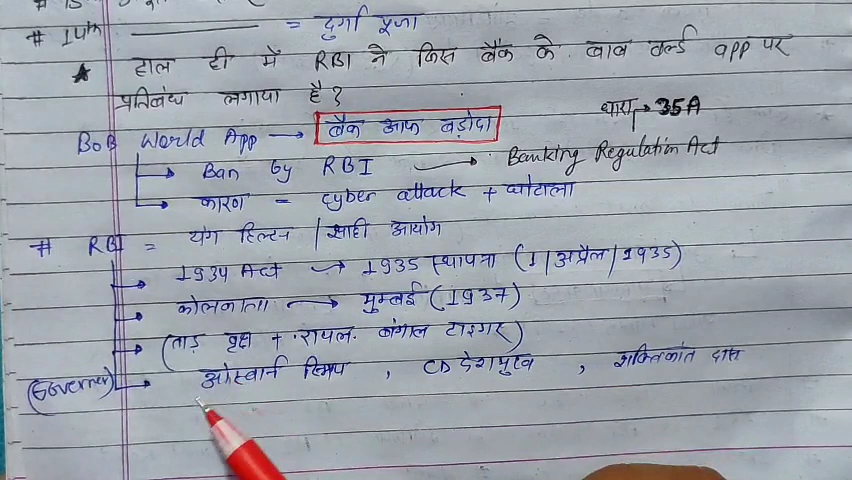 # 14th ——— = दुर्गा पूजा
★ हाल ही में RBI ने किस बैंक के बाब वर्ल्ड app पर
प्रतिबंध लगाया है?
धारा → 35A
BoB World App → बैंक आफ बड़ोदा
→ Ban by RBI → Banking Regulation Act
→ कारण = cyber attack + घोटाला
# RBI = यंग हिल्टन / शाही आयोग
→ 1934 Act → 1935 स्थापना (1/अप्रैल/1935)
→ कोलकाता → मुम्बई (1937)
→ (ताड़ वृक्ष + रायल बंगाल टाइगर)
(Governer) → ओस्बार्न स्मिथ, CD देशमुख, शक्तिकांत दास